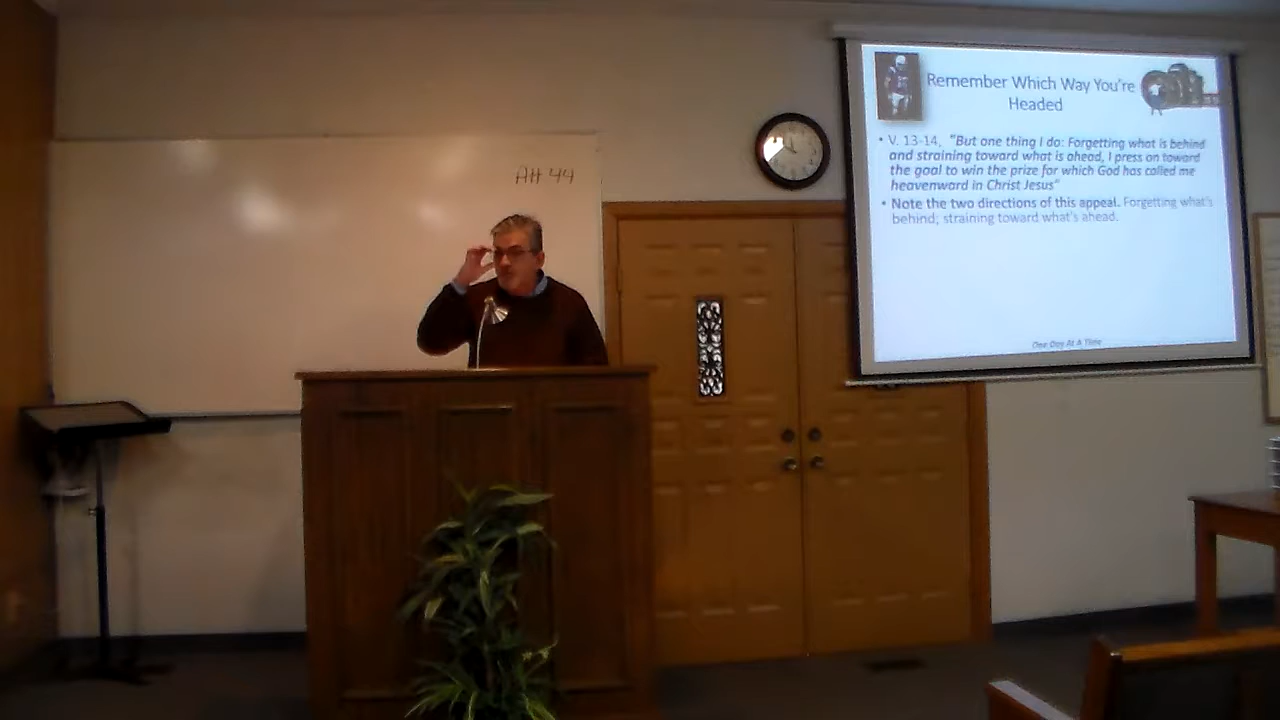 Att 44
Remember Which Way You're
Headed
• V. 13-14, "But one thing I do: Forgetting what is behind
and straining toward what is ahead, I press on toward
the goal to win the prize for which God has called me
heavenward in Christ Jesus"
• Note the two directions of this appeal. Forgetting what's
behind; straining toward what's ahead.
One Day At A Time